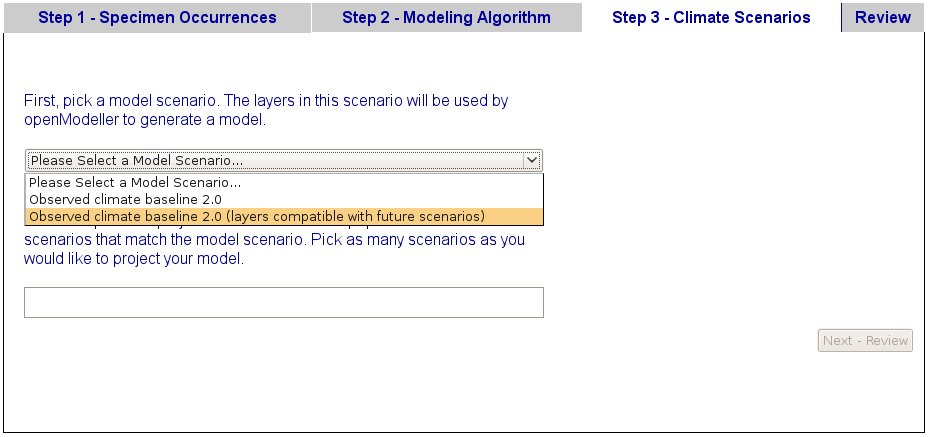 Step 1 - Specimen Occurrences
Step 2 - Modeling Algorithm
Step 3 - Climate Scenarios
Review
First, pick a model scenario. The layers in this scenario will be used by
openModeller to generate a model.
Please Select a Model Scenario...
Please Select a Model Scenario...
Observed climate baseline 2.0
Observed climate baseline 2.0 (layers compatible with future scenarios)
scenarios that match the model scenario. Pick as many scenarios as you
would like to project your model.
Next - Review